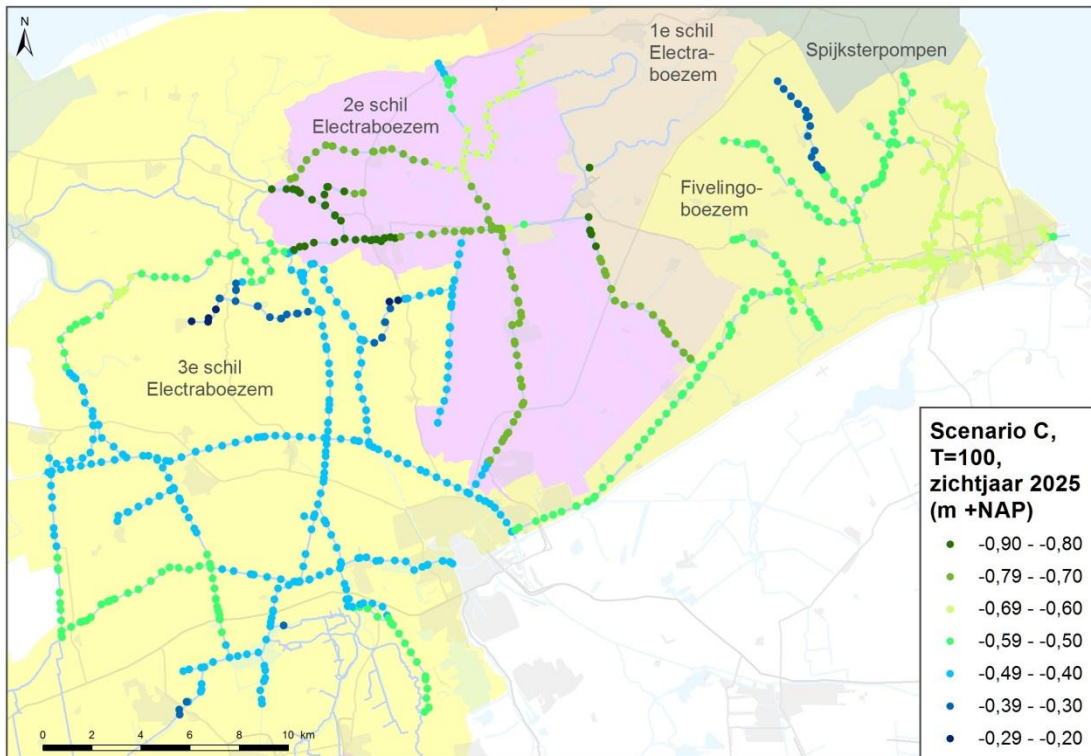 N
1e schil
Electra-
boezem
Spijksterpompen
2e schil
Electraboezem
Fivelingo-
boezem
3e schil
Electraboezem
Scenario C,
T=100,
zichtjaar 2025
(m +NAP)
-0,90 - -0,80
-0,79 - -0,70
-0,69 - -0,60
-0,59 - -0,50
-0,49 - -0,40
-0,39 - -0,30
-0,29 - -0,20
0 2 4 6 8 10 km